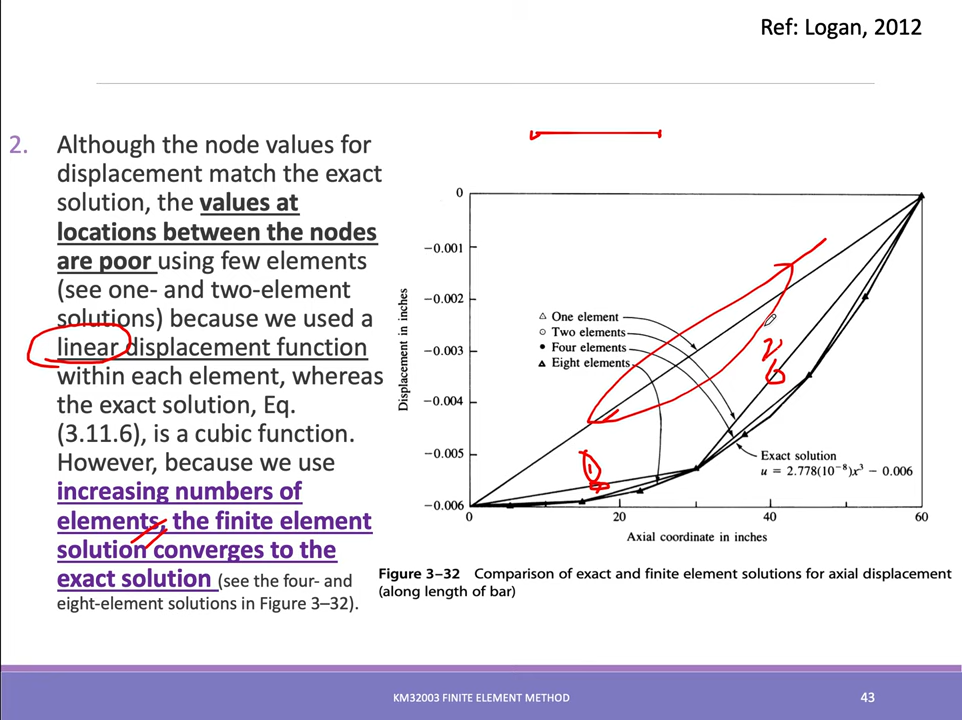 Ref: Logan, 2012
2. Although the node values for
displacement match the exact
solution, the values at
locations between the nodes
are poor using few elements
(see one- and two-element
solutions) because we used a
linear displacement function
within each element, whereas
the exact solution, Eq.
(3.11.6), is a cubic function.
However, because we use
increasing numbers of
elements, the finite element
solution converges to the
exact solution (see the four- and
eight-element solutions in Figure 3–32).
0
−0.001
−0.002
−0.003
−0.004
−0.005
−0.006
Displacement in inches
△ One element
○ Two elements
● Four elements
▲ Eight elements
1
Exact solution
u = 2.778(10⁻⁸)x³ − 0.006
0 20 40 60
Axial coordinate in inches
Figure 3–32 Comparison of exact and finite element solutions for axial displacement
(along length of bar)
KM32003 FINITE ELEMENT METHOD
43